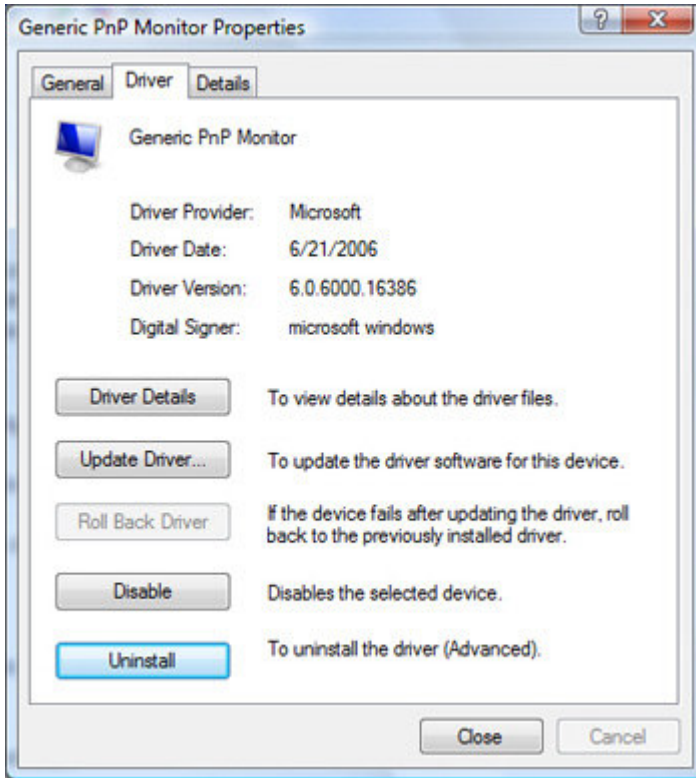 Generic PnP Monitor Properties
General Driver Details
Generic PnP Monitor
Driver Provider: Microsoft
Driver Date: 6/21/2006
Driver Version: 6.0.6000.16386
Digital Signer: microsoft windows
Driver Details To view details about the driver files.
Update Driver... To update the driver software for this device.
Roll Back Driver If the device fails after updating the driver, roll
back to the previously installed driver.
Disable Disables the selected device.
Uninstall To uninstall the driver (Advanced).
Close Cancel